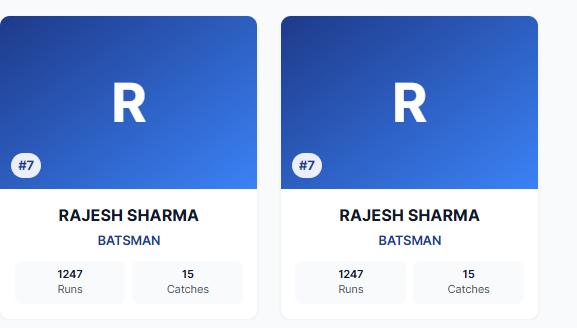 R
#7
RAJESH SHARMA
BATSMAN
1247
Runs
15
Catches
R
#7
RAJESH SHARMA
BATSMAN
1247
Runs
15
Catches